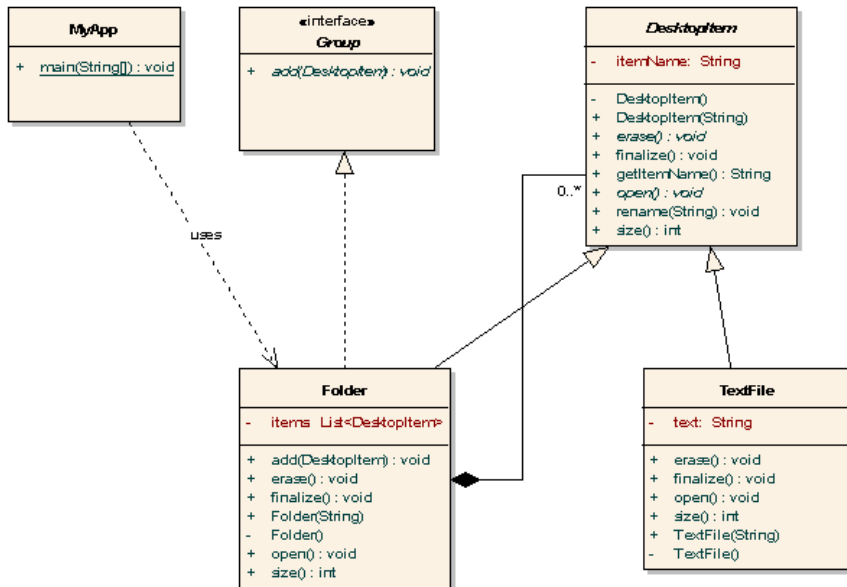 MyApp
+ main(String[]) : void
«interface»
Group
+ add(DesktopItem) : void
DesktopItem
- itemName: String
- DesktopItem()
+ DesktopItem(String)
+ erase() : void
+ finalize() : void
+ getItemName() : String
+ open() : void
+ rename(String) : void
+ size() : int
0..*
uses
Folder
- items List<DesktopItem>
+ add(DesktopItem) : void
+ erase() : void
+ finalize() : void
+ Folder(String)
- Folder()
+ open() : void
+ size() : int
TextFile
- text: String
+ erase() : void
+ finalize() : void
+ open() : void
+ size() : int
+ TextFile(String)
- TextFile()